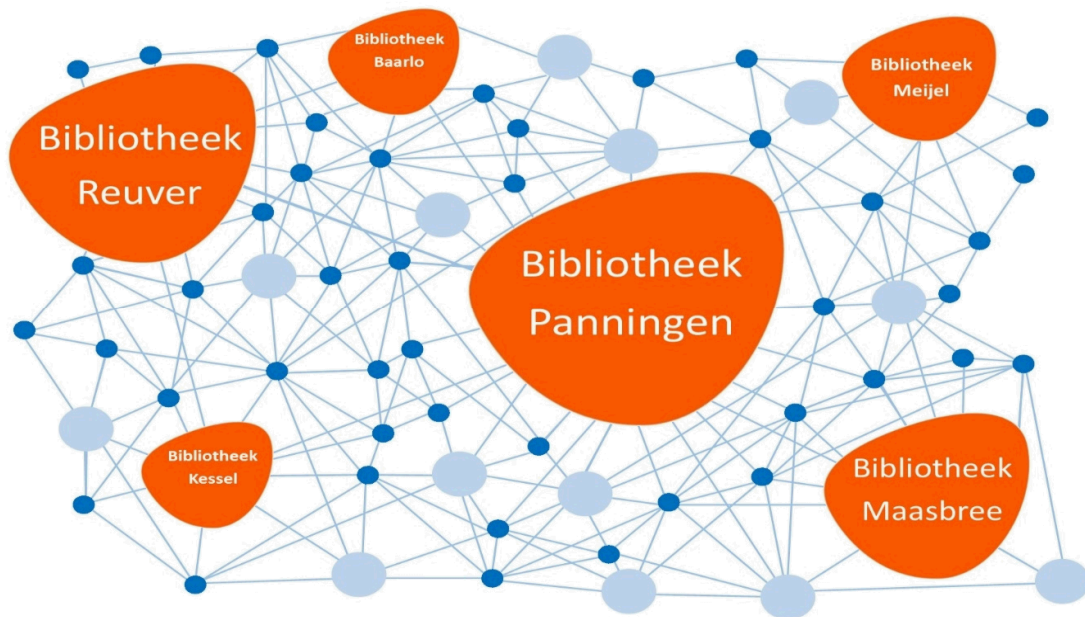 Bibliotheek
Baarlo
Bibliotheek
Meijel
Bibliotheek
Reuver
Bibliotheek
Panningen
Bibliotheek
Kessel
Bibliotheek
Maasbree